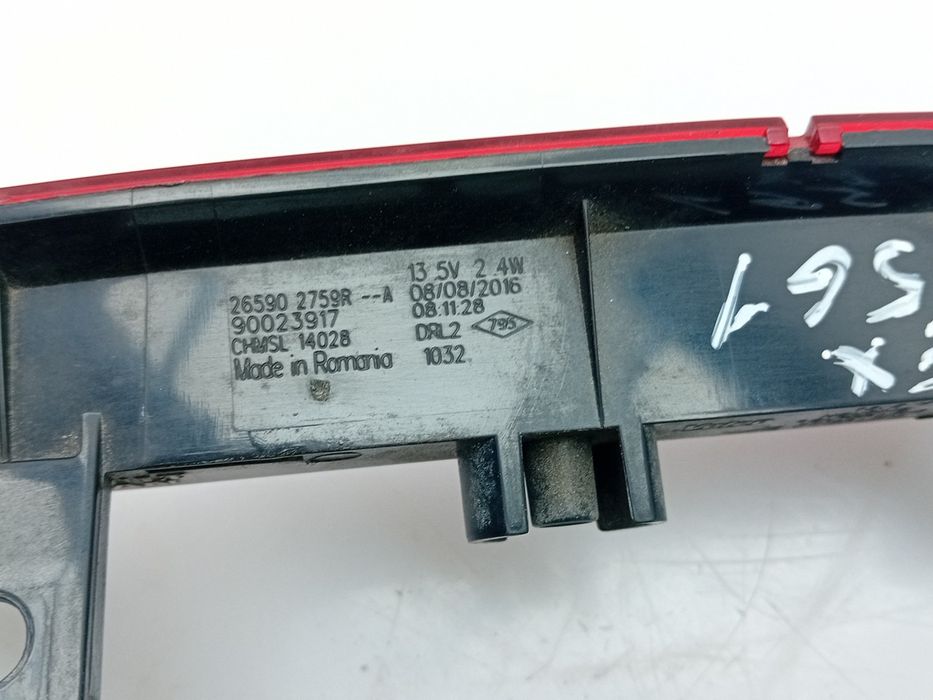 26590 2759R --A
90023917
CHMSL 14028
Made in Romania
13.5V 2.4W
08/08/2016
08:11:28
DRL2 795
1032